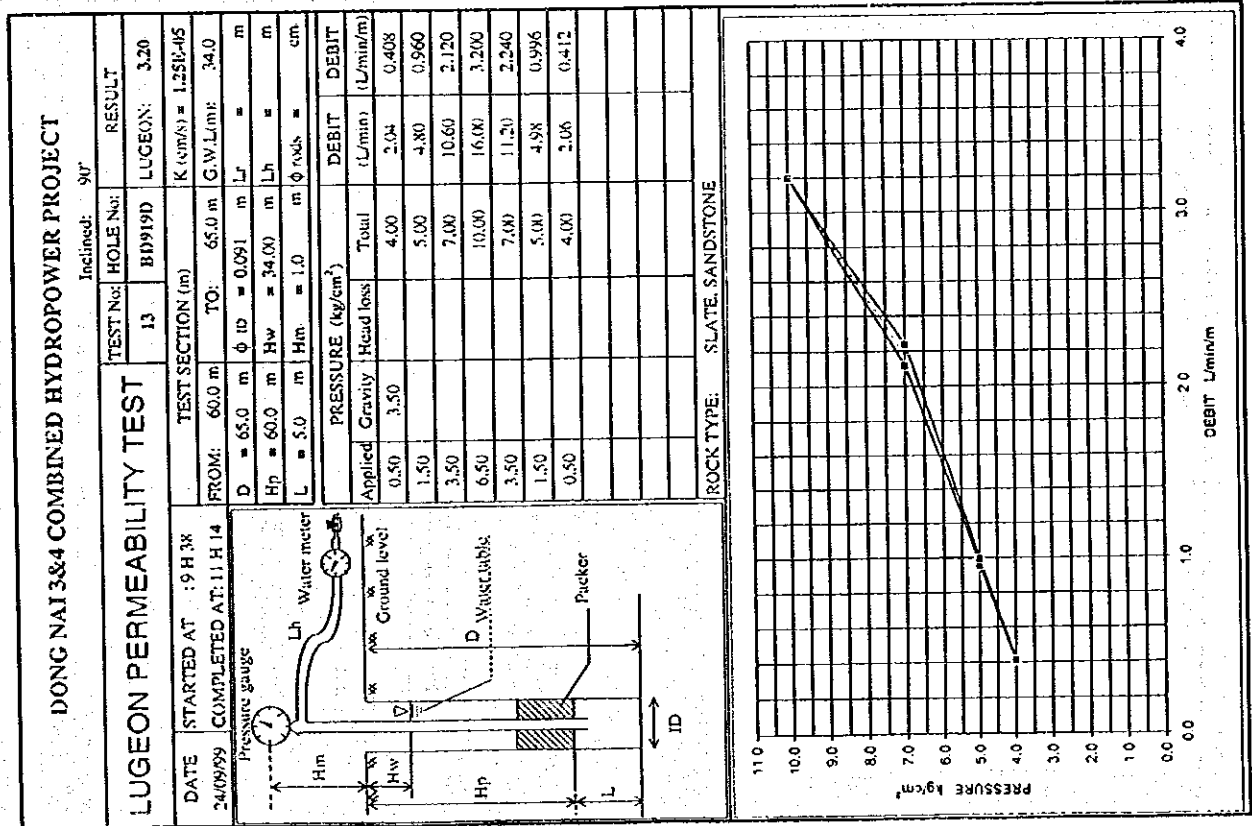 DONG NAI 3&4 COMBINED HYDROPOWER PROJECT
Inclined: 90°
LUGEON PERMEABILITY TEST
TEST No: HOLE No: RESULT
13 BD919D LUGEON: 3.20
DATE STARTED AT : 9 H 38
24/09/99 COMPLETED AT: 11 H 14
TEST SECTION (m) K (cm/s) = 1.25E-05
FROM: 60.0 m TO: 65.0 m G.W.L(m): 34.0
D = 65.0 m ϕ ID = 0.091 m Lr = m
Hp = 60.0 m Hw = 34.00 m Lh = m
L = 5.0 m Hm = 1.0 m ϕ rods = cm
PRESSURE (kg/cm²) DEBIT DEBIT
Applied Gravity Head loss Total (L/min) (L/min/m)
0.50 3.50 4.00 2.04 0.408
1.50 5.00 4.80 0.960
3.50 7.00 10.60 2.120
6.50 10.00 16.00 3.200
3.50 7.00 11.20 2.240
1.50 5.00 4.98 0.996
0.50 4.00 2.06 0.412
Pressure gauge
Lh
Water meter
Hm
Ground level
Hw
D
Water table
Hp
Packer
L
ID
ROCK TYPE: SLATE, SANDSTONE
PRESSURE kg/cm²
11.0
10.0
9.0
8.0
7.0
6.0
5.0
4.0
3.0
2.0
1.0
0.0
0.0 1.0 2.0 3.0 4.0
DEBIT L/min/m